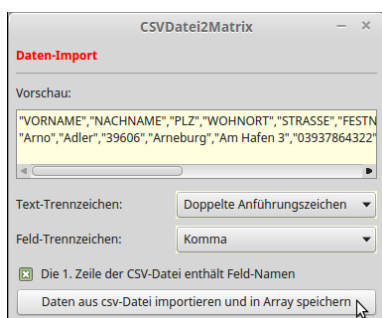 CSVDatei2Matrix
Daten-Import
Vorschau:
"VORNAME","NACHNAME","PLZ","WOHNORT","STRASSE","FESTN
"Arno","Adler","39606","Arneburg","Am Hafen 3","03937864322"
Text-Trennzeichen: Doppelte Anführungszeichen
Feld-Trennzeichen: Komma
Die 1. Zeile der CSV-Datei enthält Feld-Namen
Daten aus csv-Datei importieren und in Array speichern